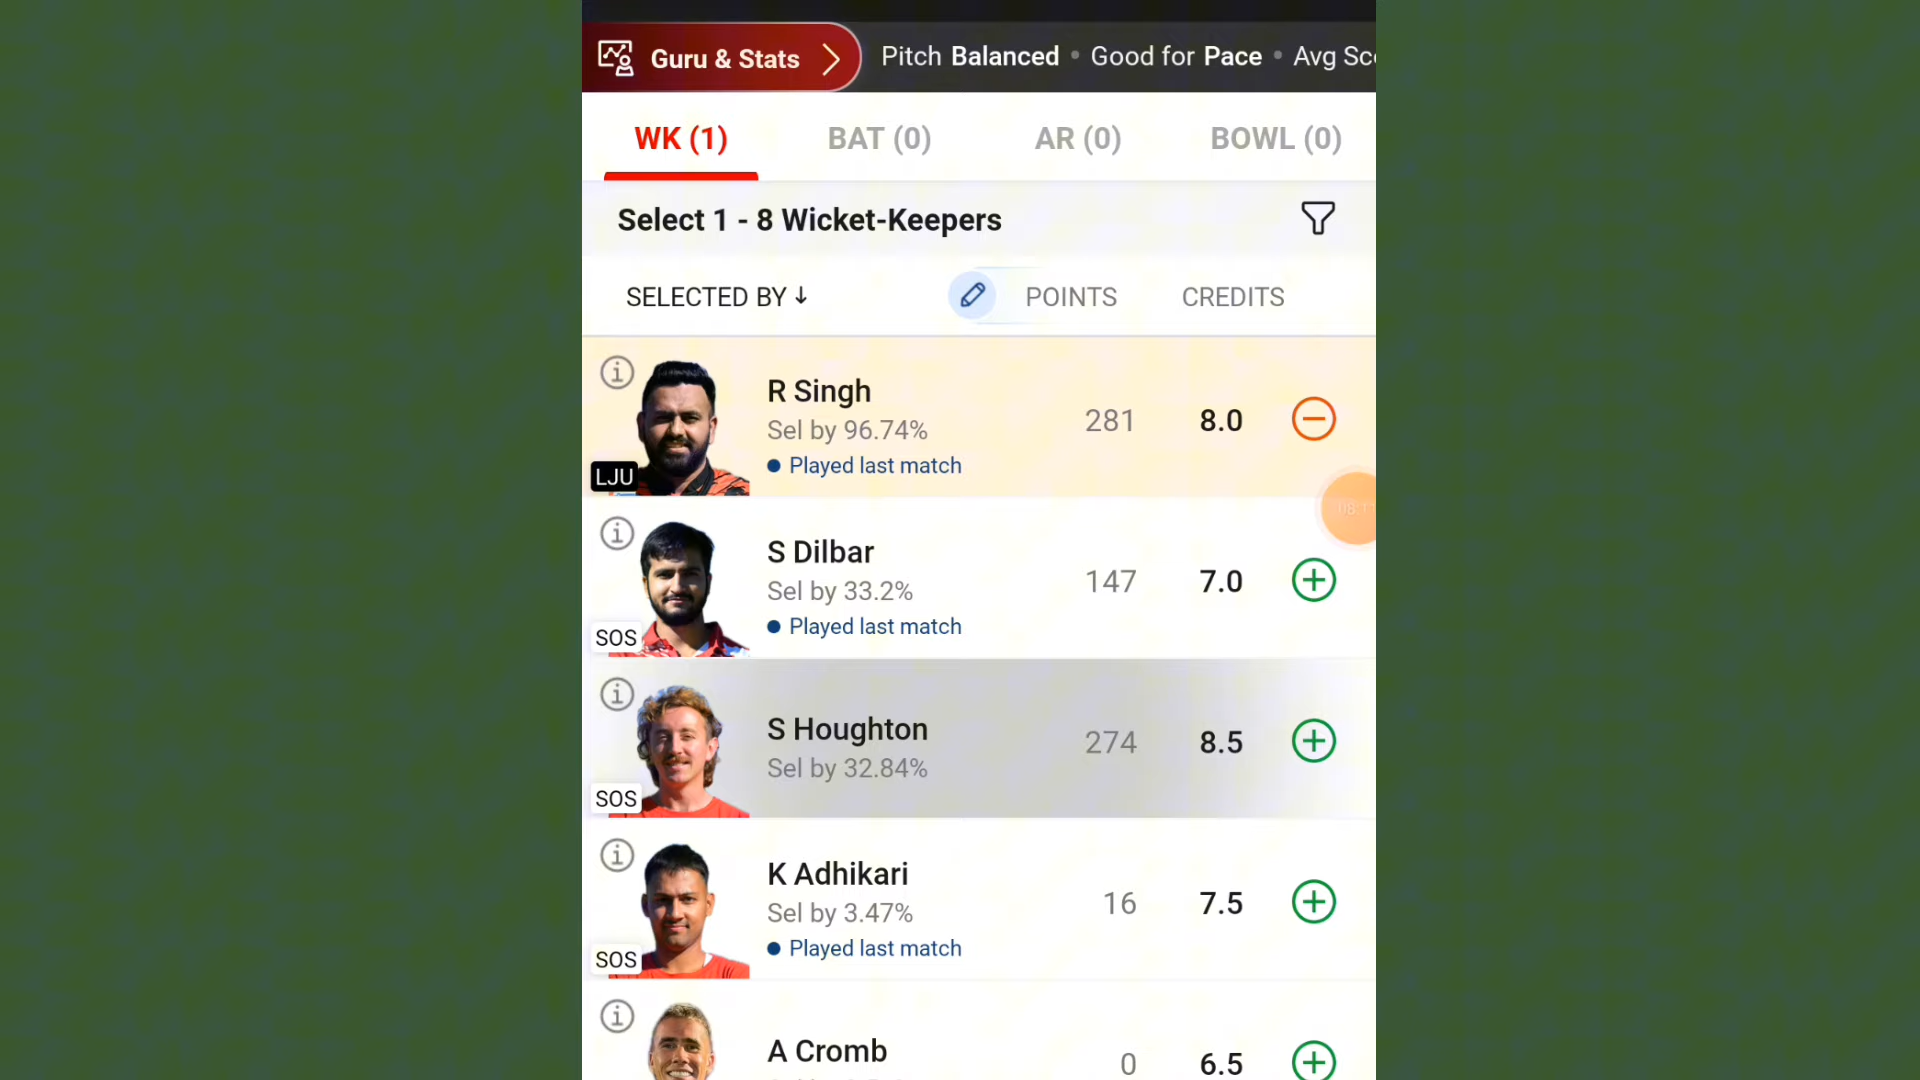 Guru & Stats
Pitch Balanced • Good for Pace • Avg Sc
WK (1)
BAT (0)
AR (0)
BOWL (0)
Select 1 - 8 Wicket-Keepers
SELECTED BY ↓
POINTS
CREDITS
R Singh
Sel by 96.74%
Played last match
281
8.0
LJU
S Dilbar
Sel by 33.2%
Played last match
147
7.0
SOS
S Houghton
Sel by 32.84%
274
8.5
SOS
K Adhikari
Sel by 3.47%
Played last match
16
7.5
SOS
A Cromb
0
6.5